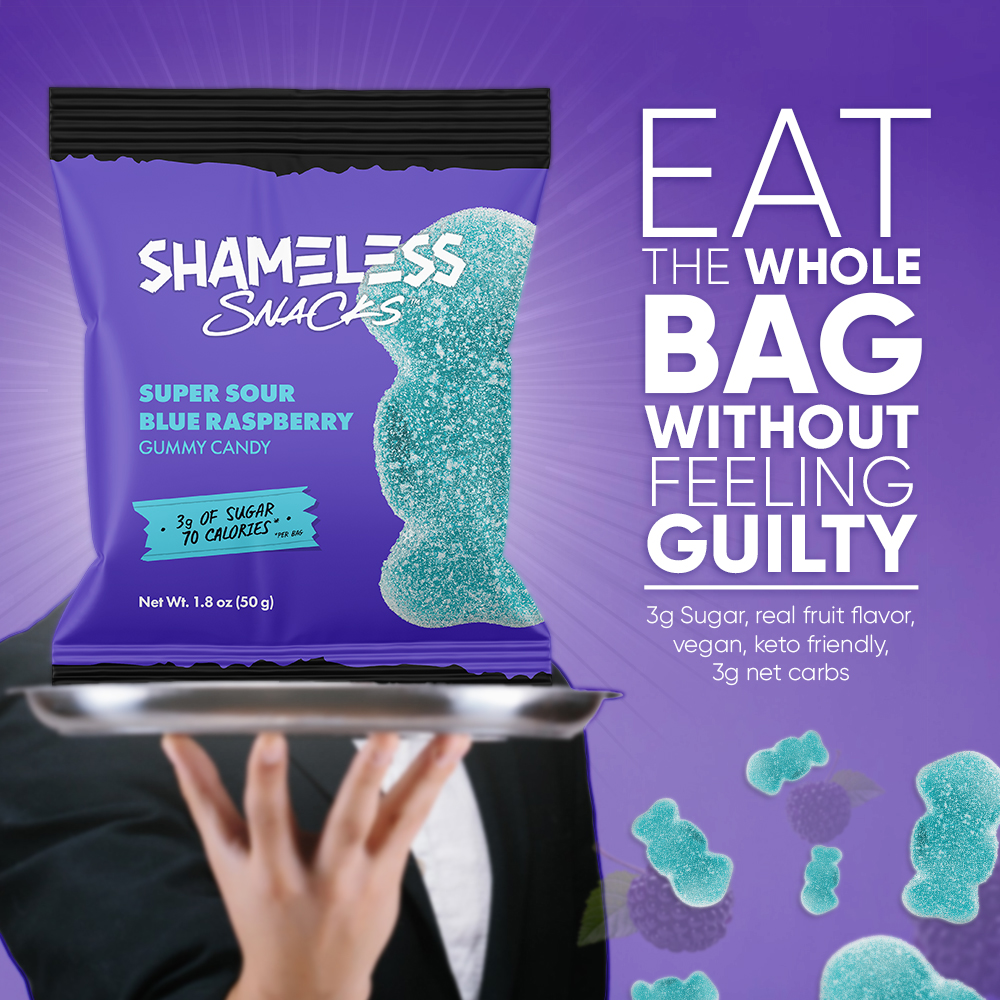 SHAMELESS
SNACKS™
SUPER SOUR
BLUE RASPBERRY
GUMMY CANDY
• 3g OF SUGAR •
70 CALORIES* *PER BAG
Net Wt. 1.8 oz (50 g)
EAT
THE WHOLE
BAG
WITHOUT
FEELING
GUILTY
3g Sugar, real fruit flavor,
vegan, keto friendly,
3g net carbs